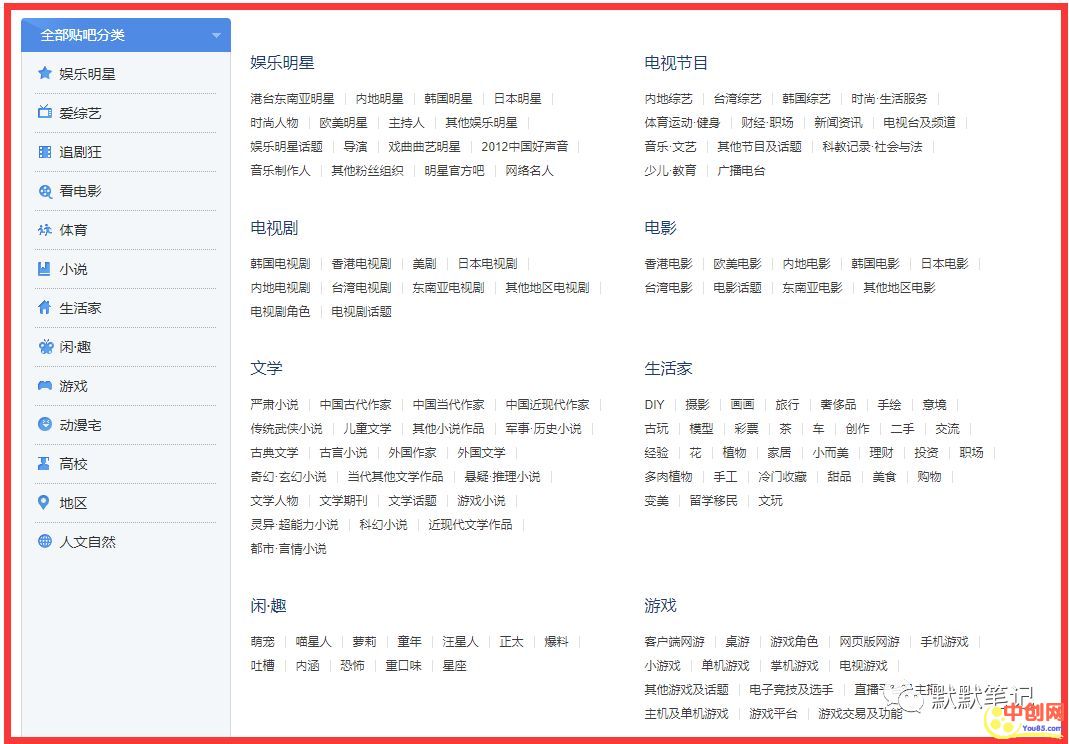 全部贴吧分类
娱乐明星
爱综艺
追剧狂
看电影
体育
小说
生活家
闲·趣
游戏
动漫宅
高校
地区
人文自然
娱乐明星
港台东南亚明星 内地明星 韩国明星 日本明星
时尚人物 欧美明星 主持人 其他娱乐明星
娱乐明星话题 导演 戏曲曲艺明星 2012中国好声音
音乐制作人 其他粉丝组织 明星官方吧 网络名人
电视节目
内地综艺 台湾综艺 韩国综艺 时尚·生活服务
体育运动·健身 财经·职场 新闻资讯 电视台及频道
音乐·文艺 其他节目及话题 科教记录·社会与法
少儿·教育 广播电台
电视剧
韩国电视剧 香港电视剧 美剧 日本电视剧
内地电视剧 台湾电视剧 东南亚电视剧 其他地区电视剧
电视剧角色 电视剧话题
电影
香港电影 欧美电影 内地电影 韩国电影 日本电影
台湾电影 电影话题 东南亚电影 其他地区电影
文学
严肃小说 中国古代作家 中国当代作家 中国近现代作家
传统武侠小说 儿童文学 其他小说作品 军事·历史小说
古典文学 古言小说 外国作家 外国文学
奇幻·玄幻小说 当代其他文学作品 悬疑·推理小说
文学人物 文学期刊 文学话题 游戏小说
灵异·超能力小说 科幻小说 近现代文学作品
都市·言情小说
生活家
DIY 摄影 画画 旅行 奢侈品 手绘 意境
古玩 模型 彩票 茶 车 创作 二手 交流
经验 花 植物 家居 小而美 理财 投资 职场
多肉植物 手工 冷门收藏 甜品 美食 购物
变美 留学移民 文玩
闲·趣
萌宠 喵星人 萝莉 童年 汪星人 正太 爆料
吐槽 内涵 恐怖 重口味 星座
游戏
客户端网游 桌游 游戏角色 网页版网游 手机游戏
小游戏 单机游戏 掌机游戏 电视游戏
其他游戏及话题 电子竞技及选手 直播
主机及单机游戏 游戏平台 游戏交易及功能
默默笔记
中创网
You85.com